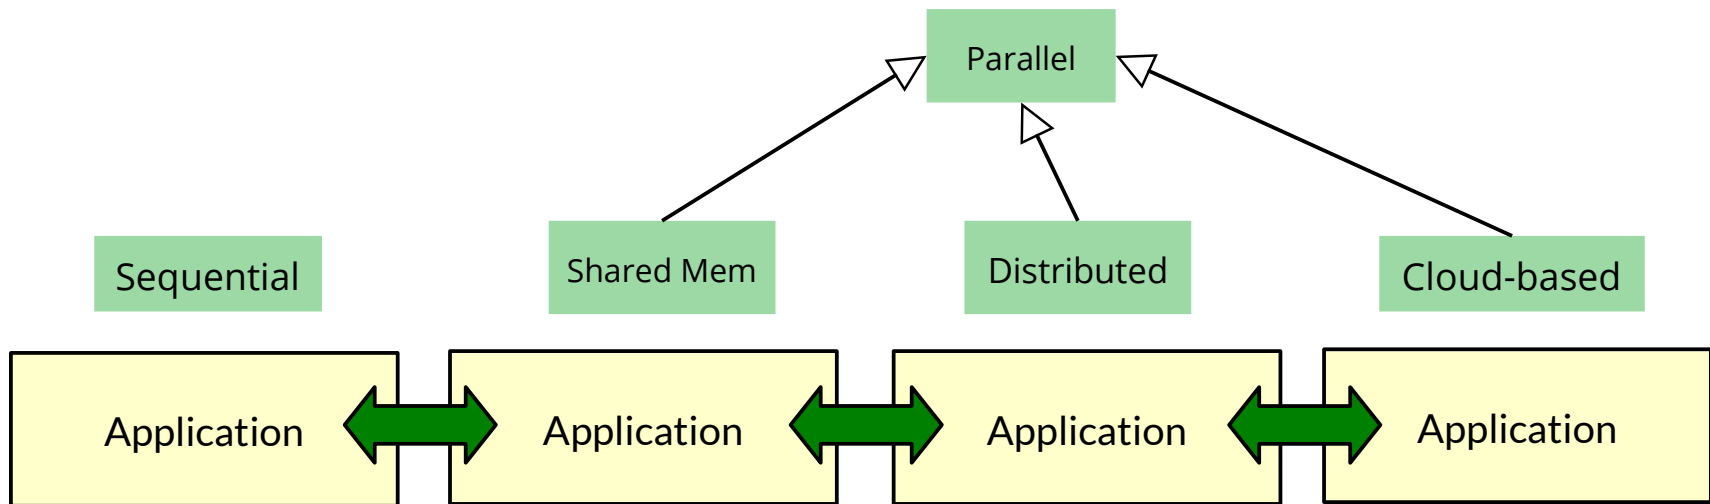 Parallel
Sequential
Shared Mem
Distributed
Cloud-based
Application
Application
Application
Application